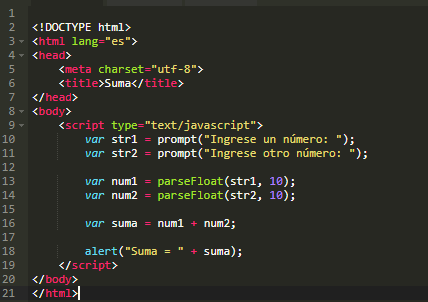 1
2 <!DOCTYPE html>
3 <html lang="es">
4 <head>
5 <meta charset="utf-8">
6 <title>Suma</title>
7 </head>
8 <body>
9 <script type="text/javascript">
10 var str1 = prompt("Ingrese un número: ");
11 var str2 = prompt("Ingrese otro número: ");
12
13 var num1 = parseFloat(str1, 10);
14 var num2 = parseFloat(str2, 10);
15
16 var suma = num1 + num2;
17
18 alert("Suma = " + suma);
19 </script>
20 </body>
21 </html>